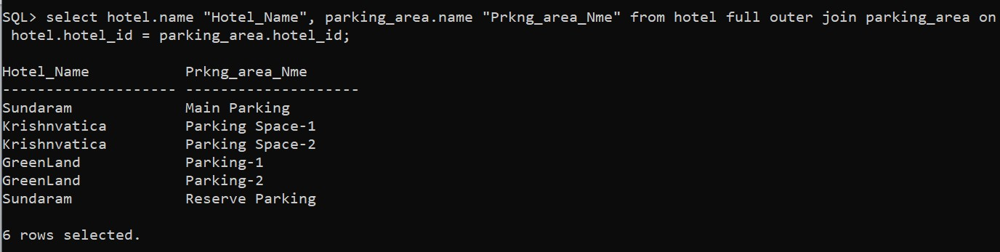 SQL> select hotel.name "Hotel_Name", parking_area.name "Prkng_area_Nme" from hotel full outer join parking_area on
 hotel.hotel_id = parking_area.hotel_id;

Hotel_Name           Prkng_area_Nme
-------------------- --------------------
Sundaram             Main Parking
Krishnvatica         Parking Space-1
Krishnvatica         Parking Space-2
GreenLand            Parking-1
GreenLand            Parking-2
Sundaram             Reserve Parking

6 rows selected.